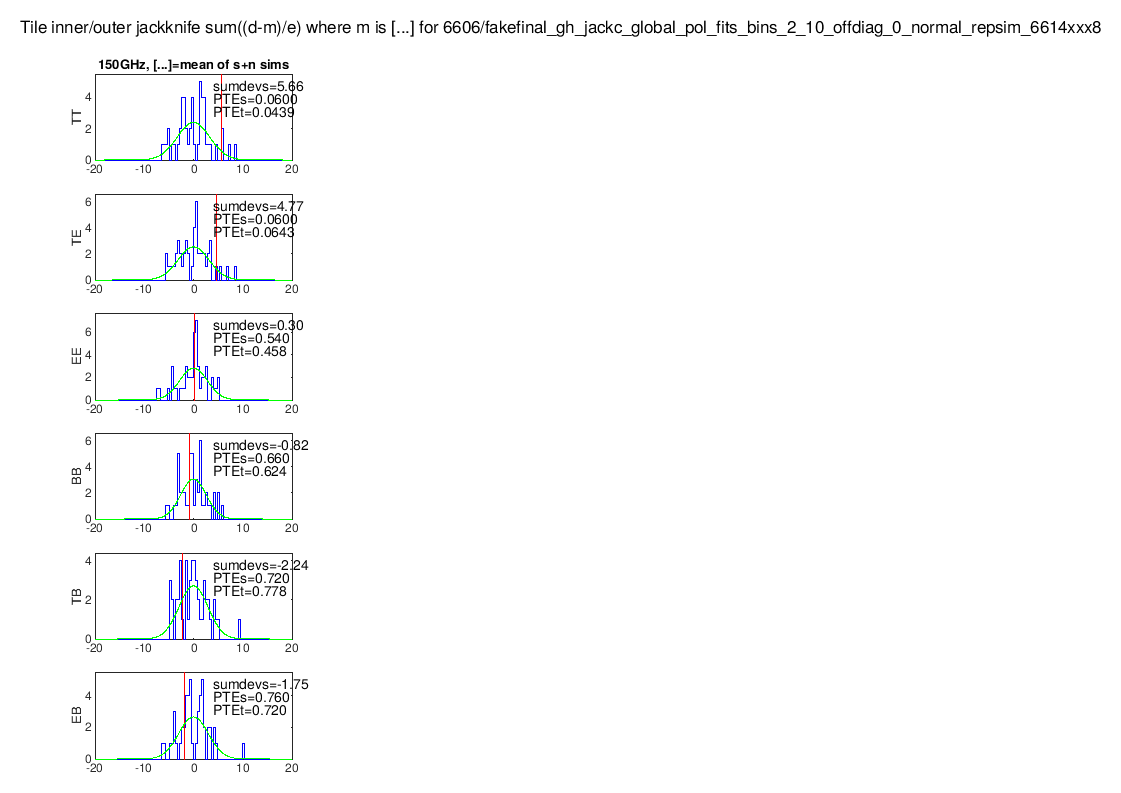 Tile inner/outer jackknife sum((d-m)/e) where m is [...] for 6606/fakefinal_gh_jackc_global_pol_fits_bins_2_10_offdiag_0_normal_repsim_6614xxx8
150GHz, [...]=mean of s+n sims
TT
4
2
0
sumdevs=5.66
PTEs=0.0600
PTEt=0.0439
-20 -10 0 10 20
TE
6
4
2
0
sumdevs=4.77
PTEs=0.0600
PTEt=0.0643
-20 -10 0 10 20
EE
6
4
2
0
sumdevs=0.30
PTEs=0.540
PTEt=0.458
-20 -10 0 10 20
BB
6
4
2
0
sumdevs=-0.82
PTEs=0.660
PTEt=0.624
-20 -10 0 10 20
TB
4
2
0
sumdevs=-2.24
PTEs=0.720
PTEt=0.778
-20 -10 0 10 20
EB
4
2
0
sumdevs=-1.75
PTEs=0.760
PTEt=0.720
-20 -10 0 10 20